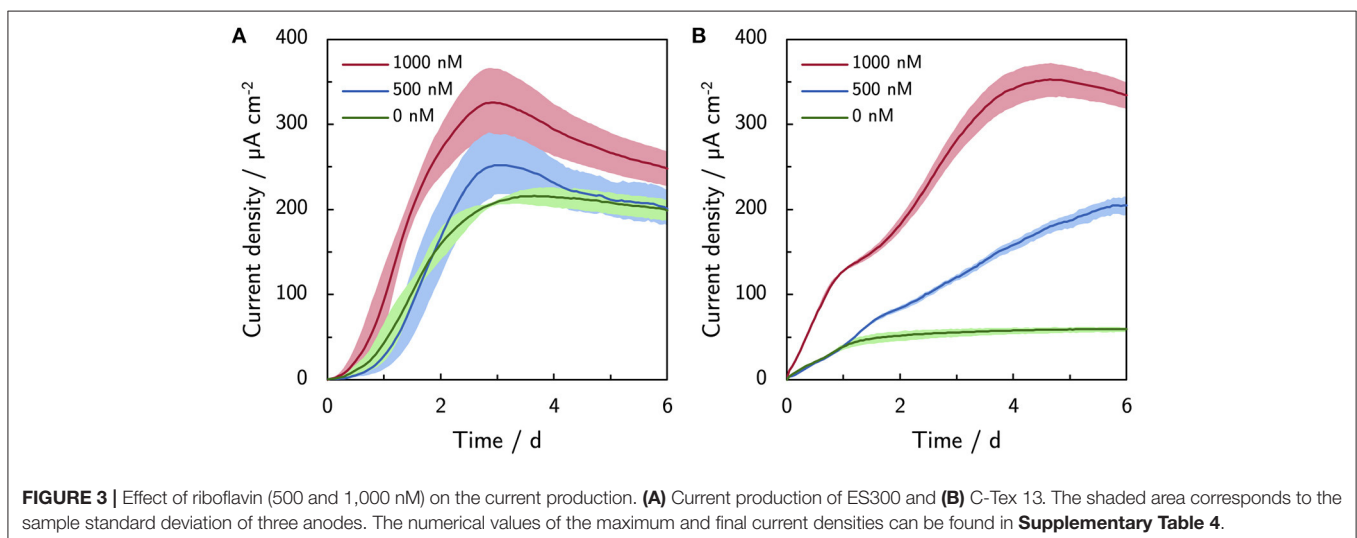 A
400
300
200
100
0
Current density / µA cm-2
1000 nM
500 nM
0 nM
0 2 4 6
Time / d
B
400
300
200
100
0
Current density / µA cm-2
1000 nM
500 nM
0 nM
0 2 4 6
Time / d
FIGURE 3 | Effect of riboflavin (500 and 1,000 nM) on the current production. (A) Current production of ES300 and (B) C-Tex 13. The shaded area corresponds to the
sample standard deviation of three anodes. The numerical values of the maximum and final current densities can be found in Supplementary Table 4.